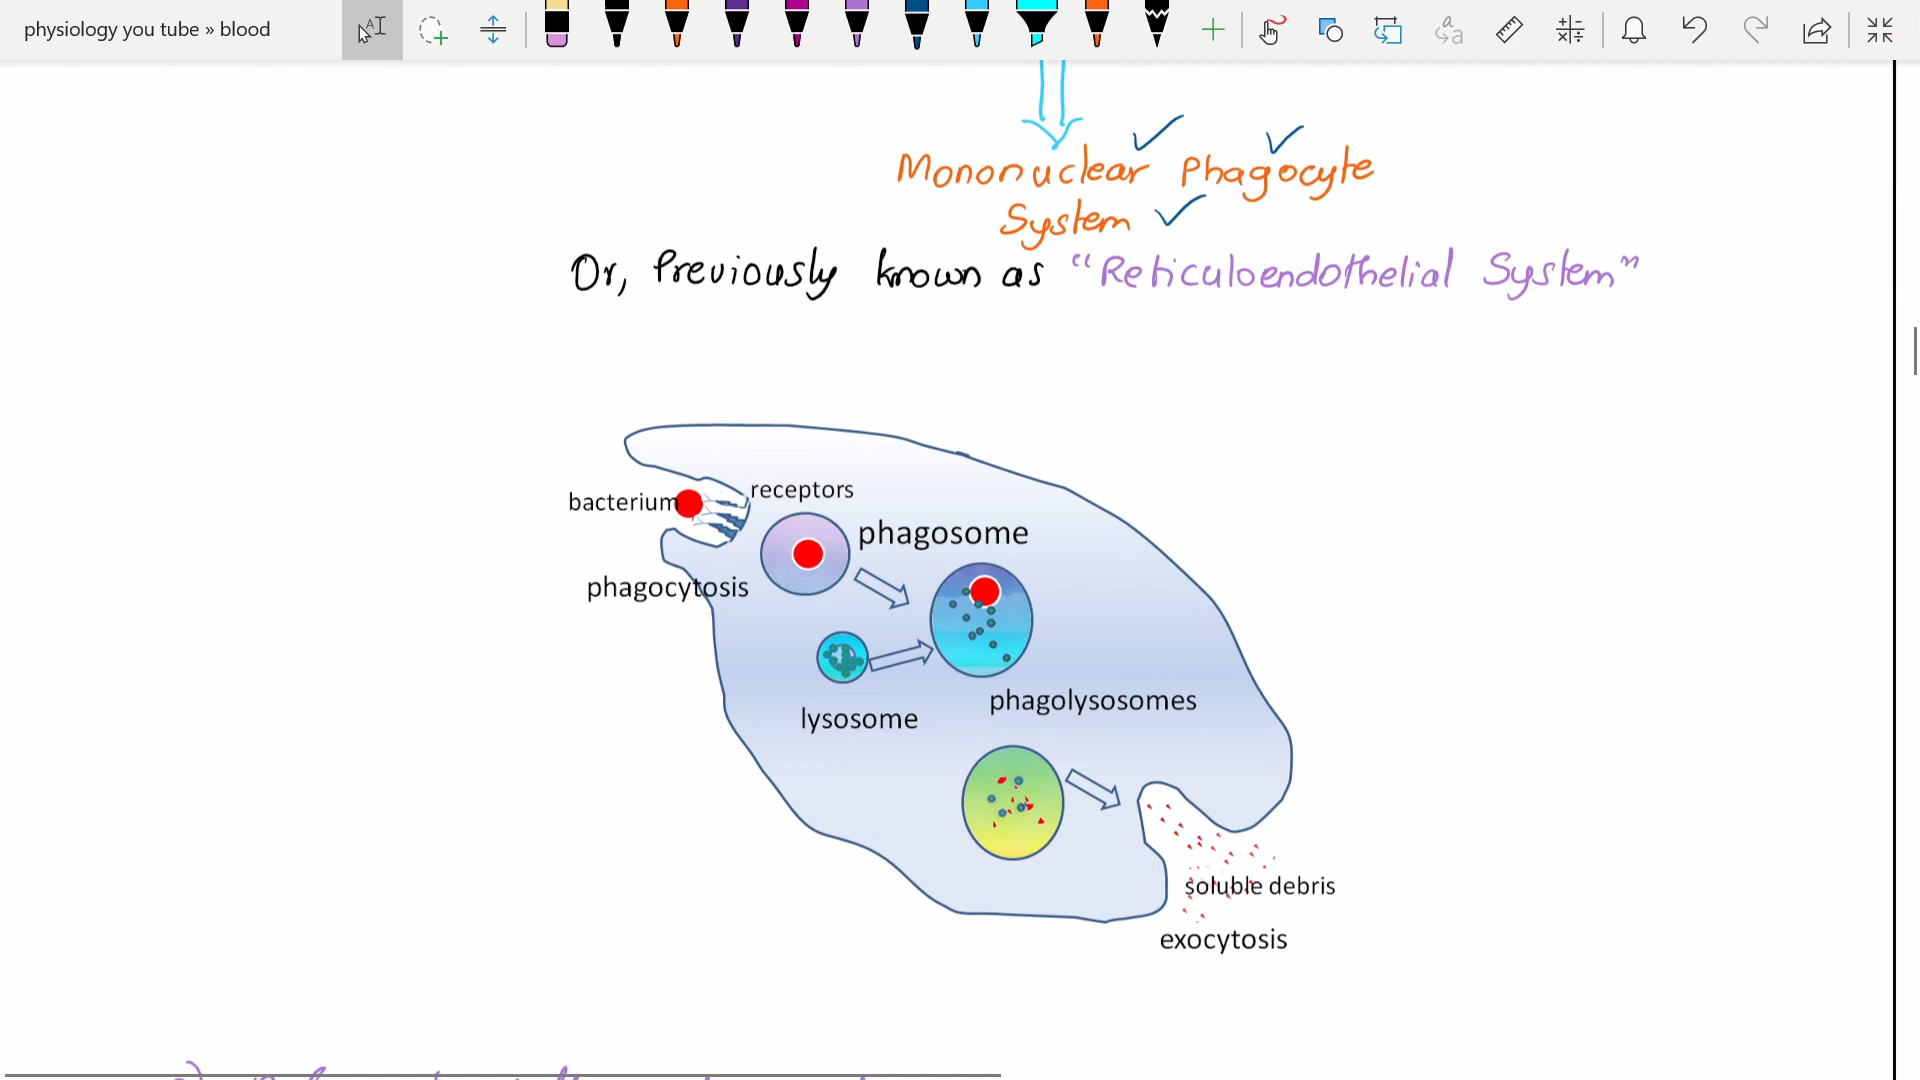 physiology you tube » blood
Mononuclear Phagocyte
System
Or, Previously known as "Reticuloendothelial System"
receptors
bacterium
phagosome
phagocytosis
phagolysosomes
lysosome
soluble debris
exocytosis